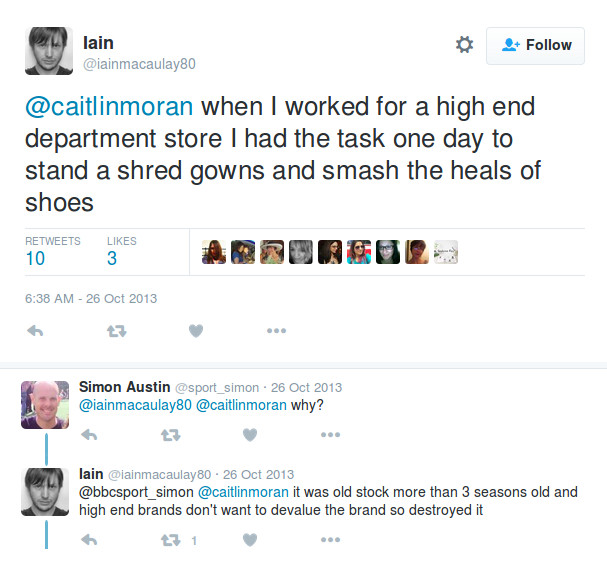 Iain
@iainmacaulay80
Follow
@caitlinmoran when I worked for a high end
department store I had the task one day to
stand a shred gowns and smash the heals of
shoes
RETWEETS LIKES
10 3
6:38 AM - 26 Oct 2013
Simon Austin @sport_simon · 26 Oct 2013
@iainmacaulay80 @caitlinmoran why?
Iain @iainmacaulay80 · 26 Oct 2013
@bbcsport_simon @caitlinmoran it was old stock more than 3 seasons old and
high end brands don't want to devalue the brand so destroyed it
1